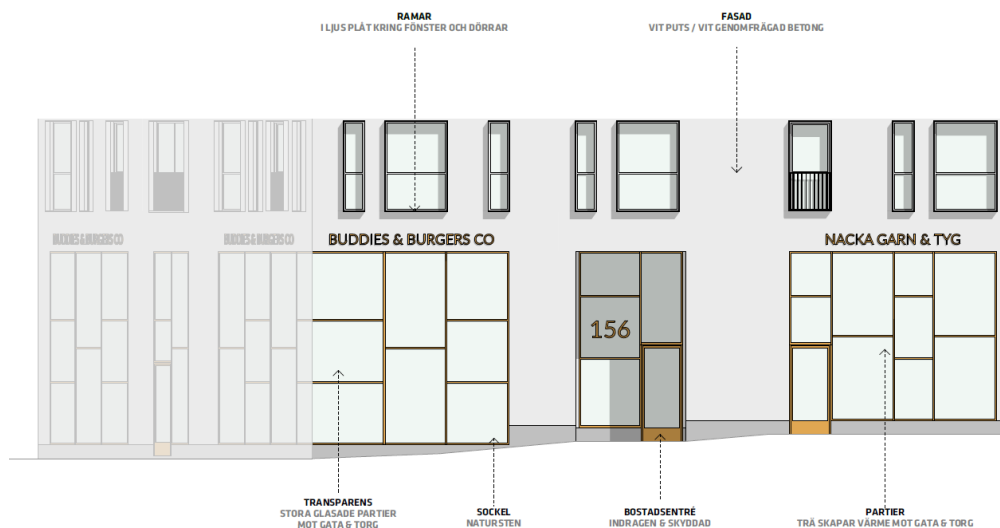 RAMAR
I LJUS PLÅT KRING FÖNSTER OCH DÖRRAR
FASAD
VIT PUTS / VIT GENOMFRÄGAD BETONG
BUDDIES & BURGERS CO
BUDDIES & BURGERS CO
BUDDIES & BURGERS CO
NACKA GARN & TYG
156
TRANSPARENS
STORA GLASADE PARTIER
MOT GATA & TORG
SOCKEL
NATURSTEN
BOSTADSENTRÉ
INDRAGEN & SKYDDAD
PARTIER
TRÄ SKAPAR VÄRME MOT GATA & TORG